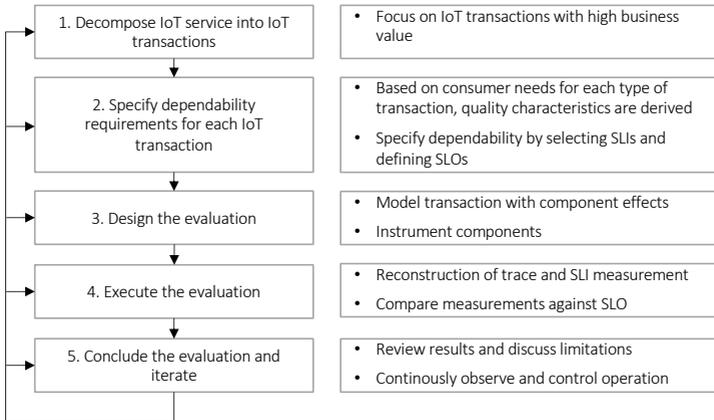 1. Decompose IoT service into IoT
transactions
• Focus on IoT transactions with high business
value
2. Specify dependability
requirements for each IoT
transaction
• Based on consumer needs for each type of
transaction, quality characteristics are derived
• Specify dependability by selecting SLIs and
defining SLOs
3. Design the evaluation
• Model transaction with component effects
• Instrument components
4. Execute the evaluation
• Reconstruction of trace and SLI measurement
• Compare measurements against SLO
5. Conclude the evaluation and
iterate
• Review results and discuss limitations
• Continously observe and control operation